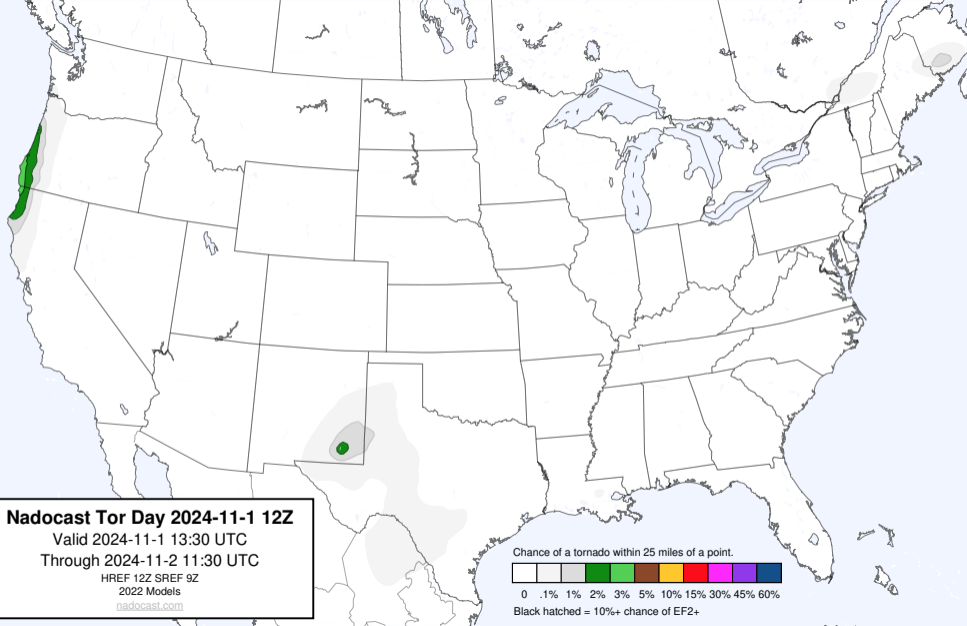 Nadocast Tor Day 2024-11-1 12Z
Valid 2024-11-1 13:30 UTC
Through 2024-11-2 11:30 UTC
HREF 12Z SREF 9Z
2022 Models
nadocast.com
Chance of a tornado within 25 miles of a point.
0 .1% 1% 2% 3% 5% 10% 15% 30% 45% 60%
Black hatched = 10%+ chance of EF2+